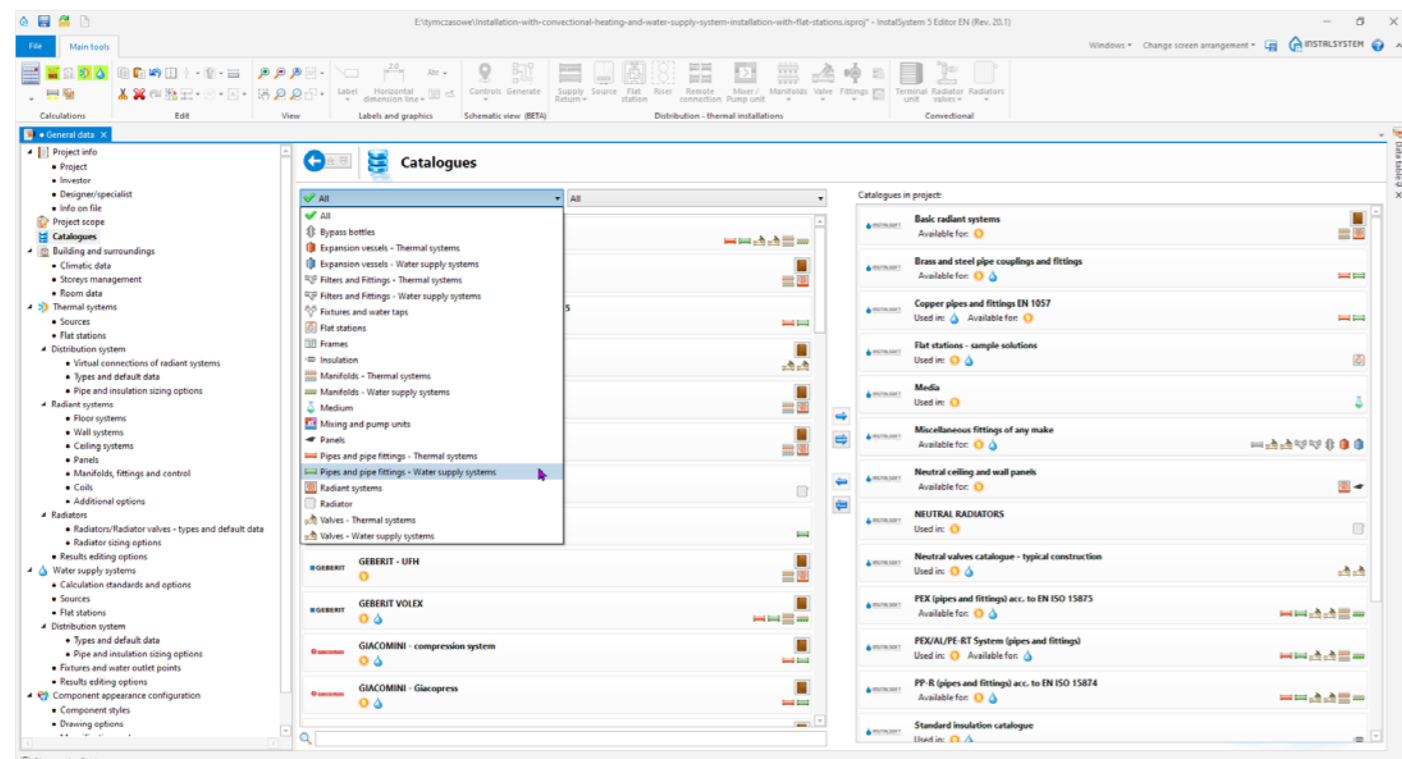 E:\tymczasowe\Installation-with-convectional-heating-and-water-supply-system-installation-with-flat-stations.isproj* - InstalSystem 5 Editor EN (Rev. 20.1)
File Main tools
Windows Change screen arrangement INSTALSYSTEM
2.0 Abc
Label Horizontal dimension line Controls Generate Supply Return Source Flat station Riser Remote connection Mixer / Pump unit Manifolds Valve Fittings Terminal unit Radiator valves Radiators
Calculations Edit View Labels and graphics Schematic view (BETA) Distribution - thermal installations Convectional
General data
Data table
Project info
Project
Investor
Designer/specialist
Info on file
Project scope
Catalogues
Building and surroundings
Climatic data
Storeys management
Room data
Thermal systems
Sources
Flat stations
Distribution system
Virtual connections of radiant systems
Types and default data
Pipe and insulation sizing options
Radiant systems
Floor systems
Wall systems
Ceiling systems
Panels
Manifolds, fittings and control
Coils
Additional options
Radiators
Radiators/Radiator valves - types and default data
Radiator sizing options
Results editing options
Water supply systems
Calculation standards and options
Sources
Flat stations
Distribution system
Types and default data
Pipe and insulation sizing options
Fixtures and water outlet points
Results editing options
Component appearance configuration
Component styles
Drawing options
Catalogues
All
All
All
Bypass bottles
Expansion vessels - Thermal systems
Expansion vessels - Water supply systems
Filters and Fittings - Thermal systems
Filters and Fittings - Water supply systems
Fixtures and water taps
Flat stations
Frames
Insulation
Manifolds - Thermal systems
Manifolds - Water supply systems
Medium
Mixing and pump units
Panels
Pipes and pipe fittings - Thermal systems
Pipes and pipe fittings - Water supply systems
Radiant systems
Radiator
Valves - Thermal systems
Valves - Water supply systems
5
GEBERIT GEBERIT - UFH
GEBERIT GEBERIT VOLEX
GIACOMINI GIACOMINI - compression system
GIACOMINI GIACOMINI - Giacopress
Catalogues in project:
Basic radiant systems
Available for:
Brass and steel pipe couplings and fittings
Available for:
Copper pipes and fittings EN 1057
Used in: Available for:
Flat stations - sample solutions
Used in:
Media
Used in:
Miscellaneous fittings of any make
Available for:
Neutral ceiling and wall panels
Available for:
NEUTRAL RADIATORS
Used in:
Neutral valves catalogue - typical construction
Used in:
PEX (pipes and fittings) acc. to EN ISO 15875
Available for:
PEX/AL/PE-RT System (pipes and fittings)
Used in: Available for:
PP-R (pipes and fittings) acc. to EN ISO 15874
Available for:
Standard insulation catalogue
Used in: